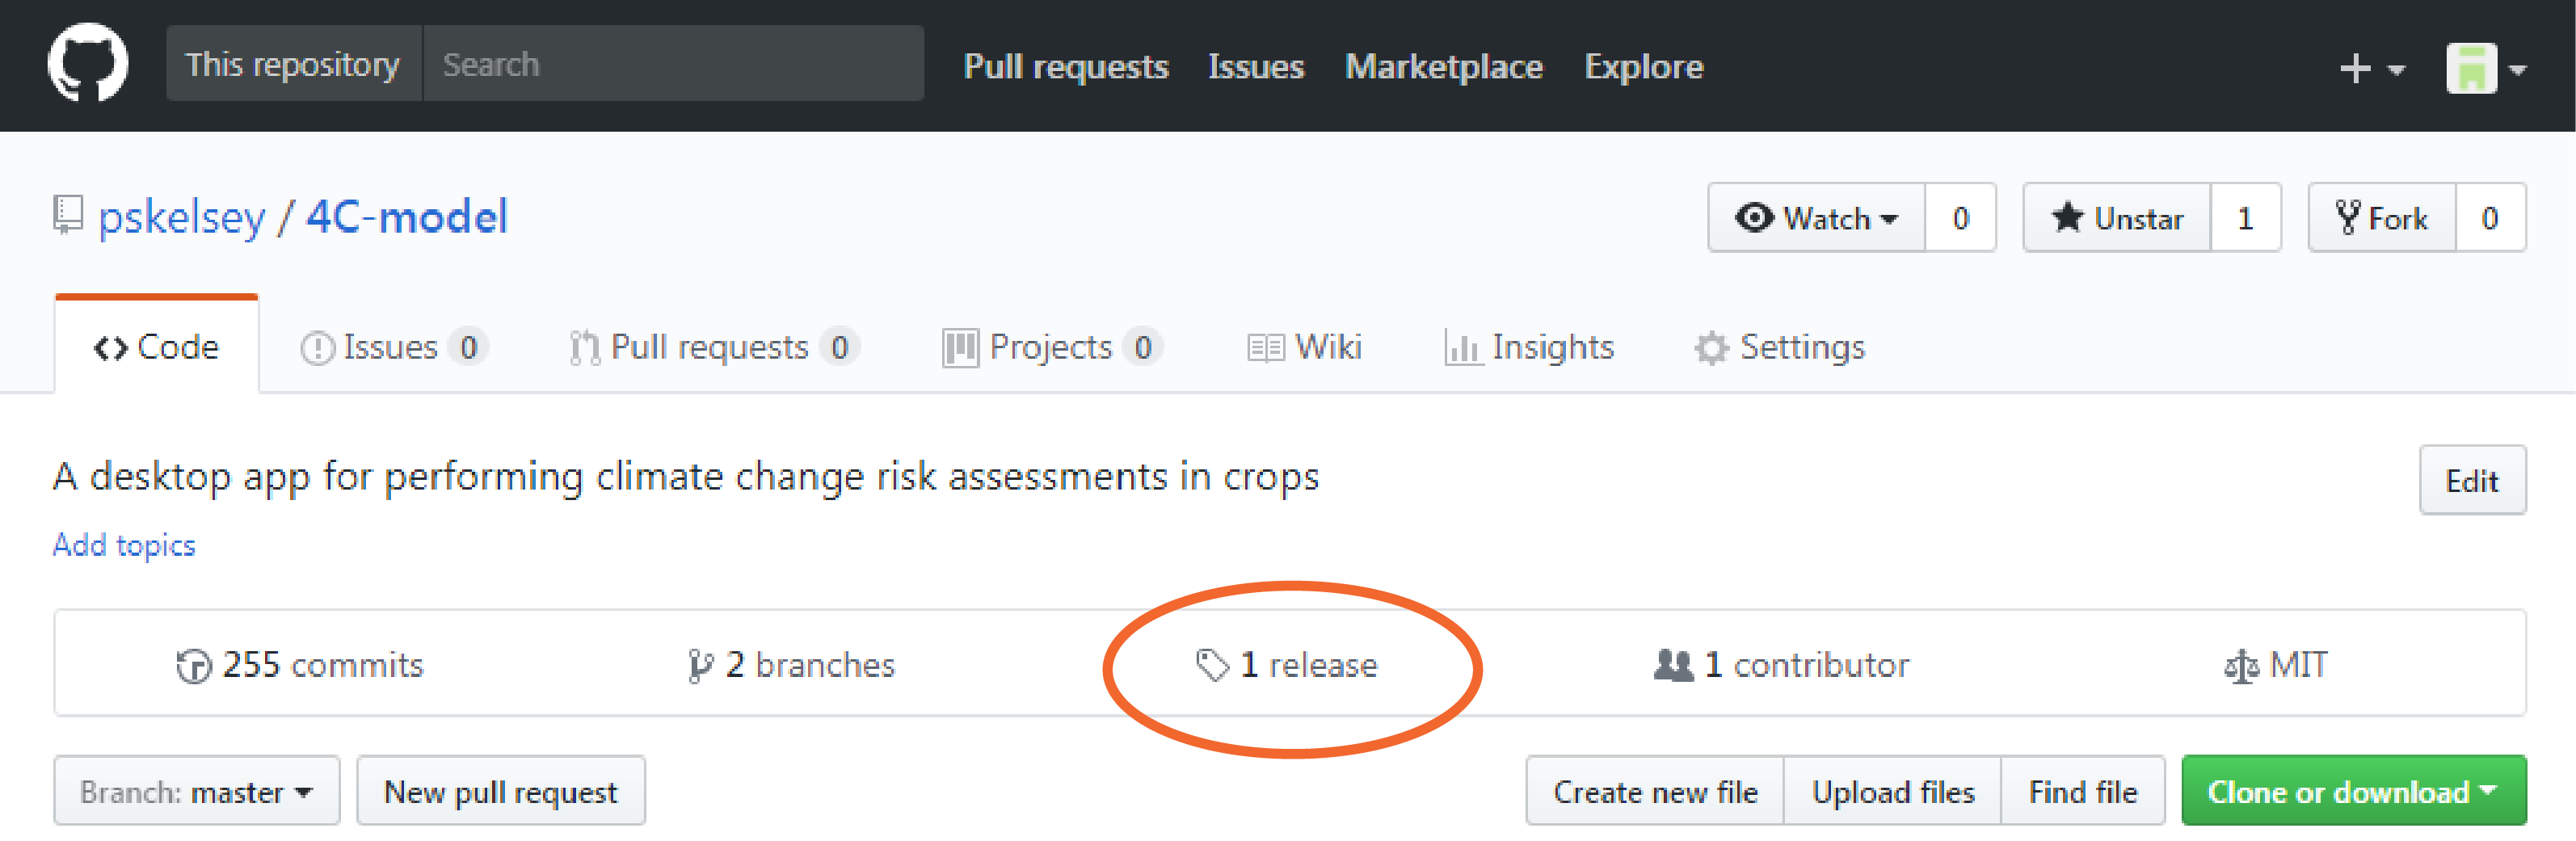 This repository Search Pull requests Issues Marketplace Explore
pskelsey / 4C-model Watch 0 Unstar 1 Fork 0
Code Issues 0 Pull requests 0 Projects 0 Wiki Insights Settings
A desktop app for performing climate change risk assessments in crops Edit
Add topics
255 commits 2 branches 1 release 1 contributor MIT
Branch: master New pull request Create new file Upload files Find file Clone or download